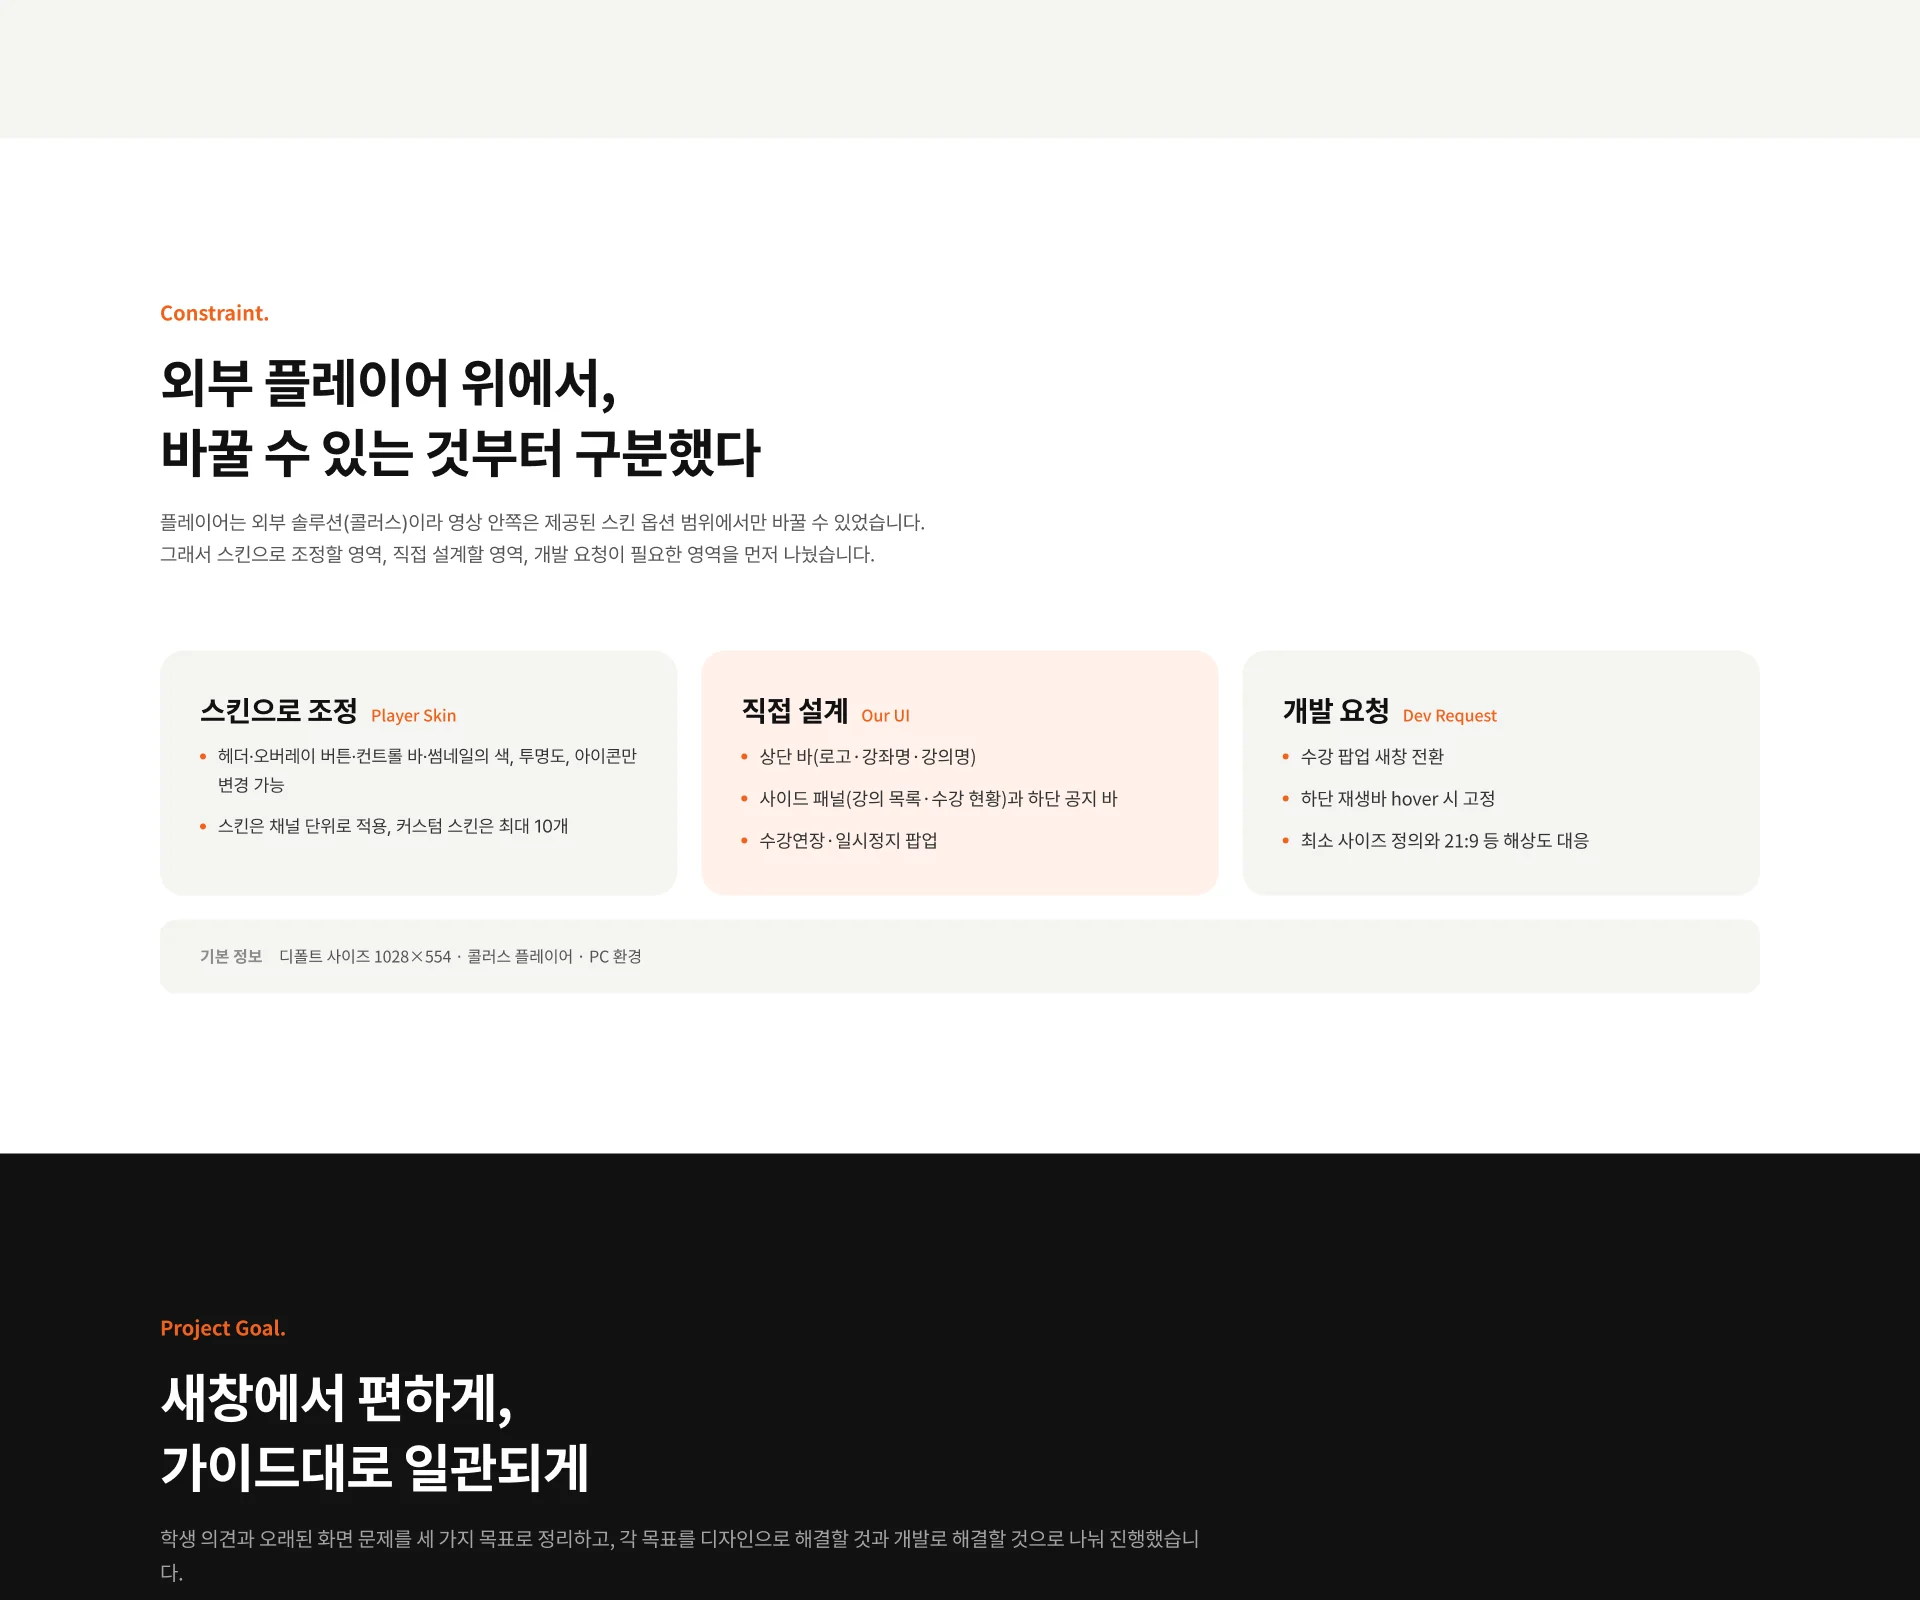 Constraint.
외부 플레이어 위에서,
바꿀 수 있는 것부터 구분했다
플레이어는 외부 솔루션(콜러스)이라 영상 안쪽은 제공된 스킨 옵션 범위에서만 바꿀 수 있었습니다.
그래서 스킨으로 조정할 영역, 직접 설계할 영역, 개발 요청이 필요한 영역을 먼저 나눴습니다.
스킨으로 조정 Player Skin
헤더·오버레이 버튼·컨트롤 바·썸네일의 색, 투명도, 아이콘만
변경 가능
스킨은 채널 단위로 적용, 커스텀 스킨은 최대 10개
직접 설계 Our UI
상단 바(로고·강좌명·강의명)
사이드 패널(강의 목록·수강 현황)과 하단 공지 바
수강연장·일시정지 팝업
개발 요청 Dev Request
수강 팝업 새창 전환
하단 재생바 hover 시 고정
최소 사이즈 정의와 21:9 등 해상도 대응
기본 정보 디폴트 사이즈 1028×554 · 콜러스 플레이어 · PC 환경
Project Goal.
새창에서 편하게,
가이드대로 일관되게
학생 의견과 오래된 화면 문제를 세 가지 목표로 정리하고, 각 목표를 디자인으로 해결할 것과 개발로 해결할 것으로 나눠 진행했습니
다.